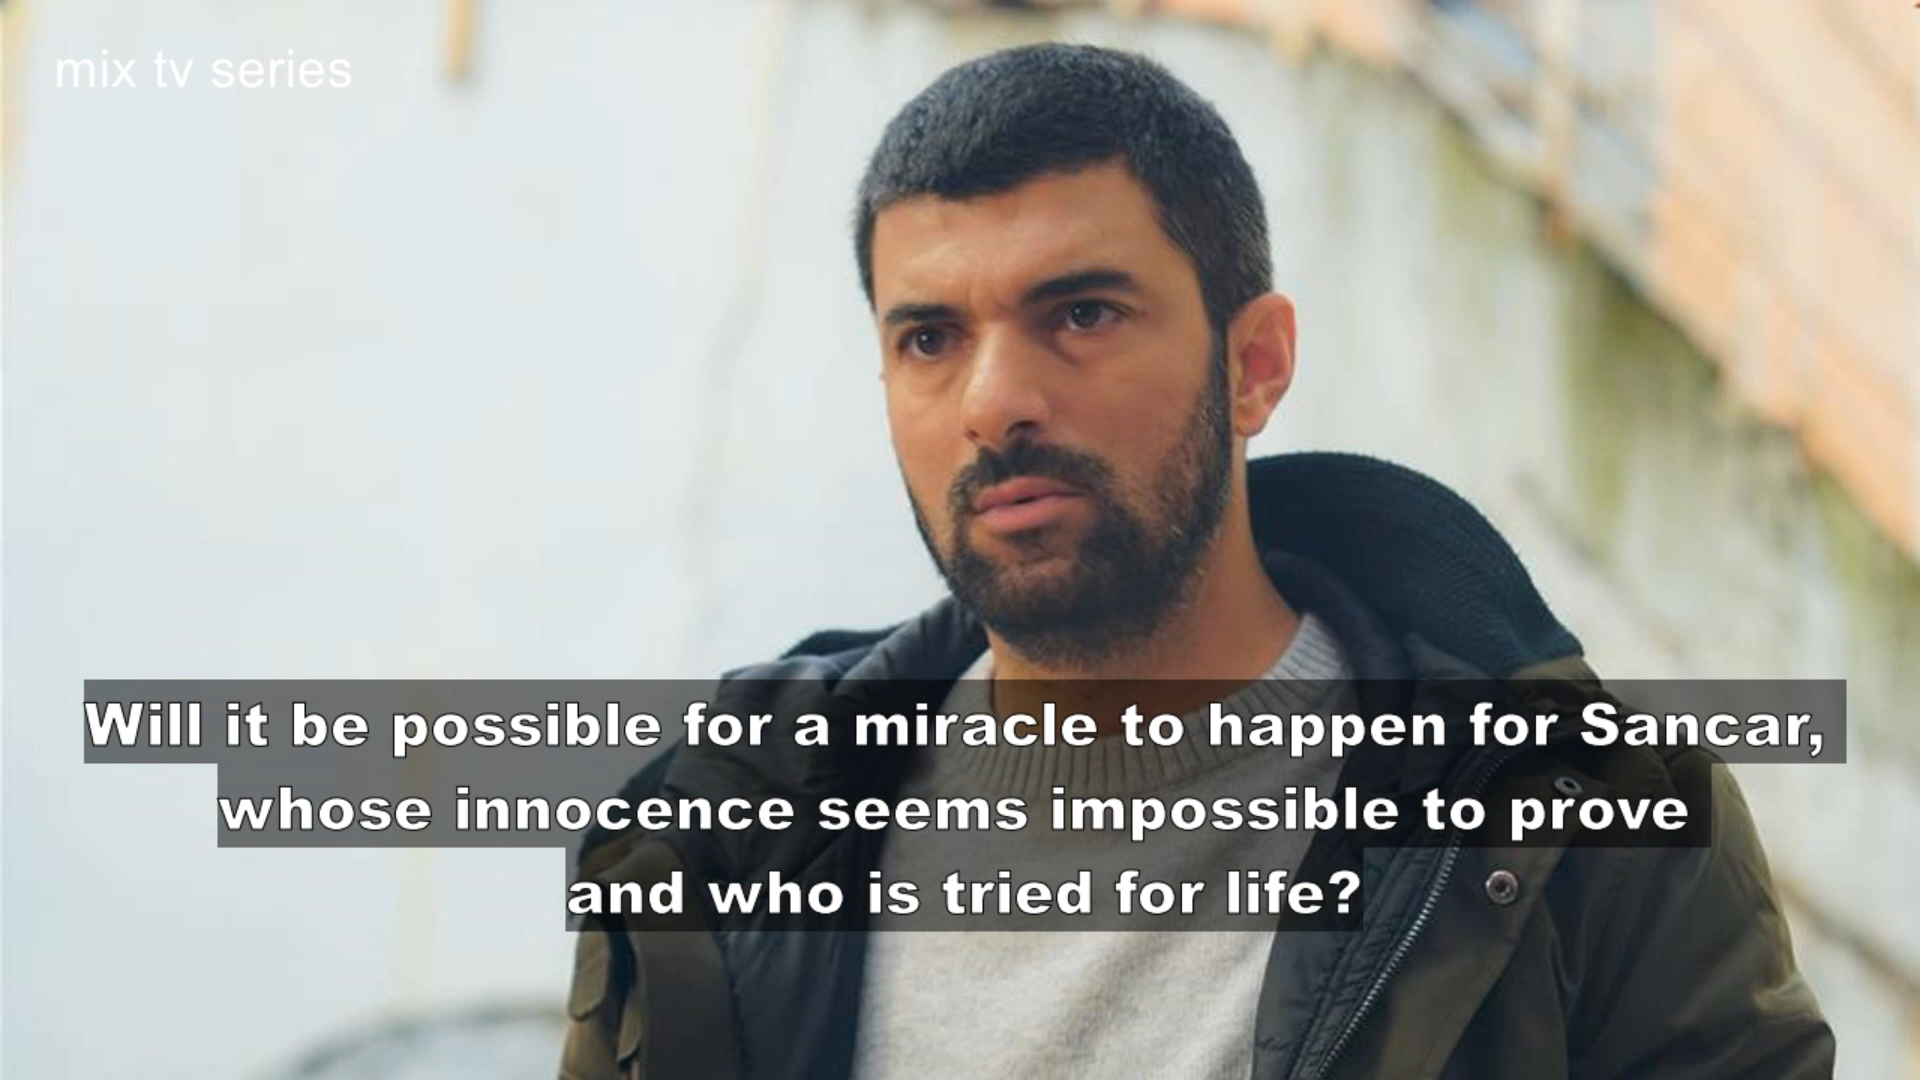 mix tv series
Will it be possible for a miracle to happen for Sancar,
whose innocence seems impossible to prove
and who is tried for life?